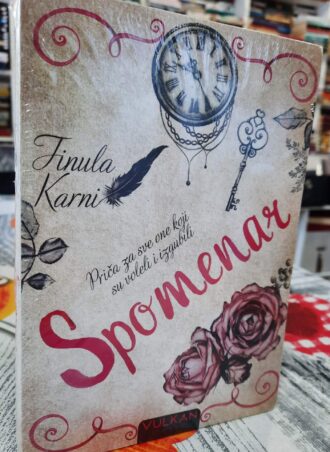 Finula
Karni
Priča za sve one koji
su voleli i izgubili
Spomenar
VULKAN